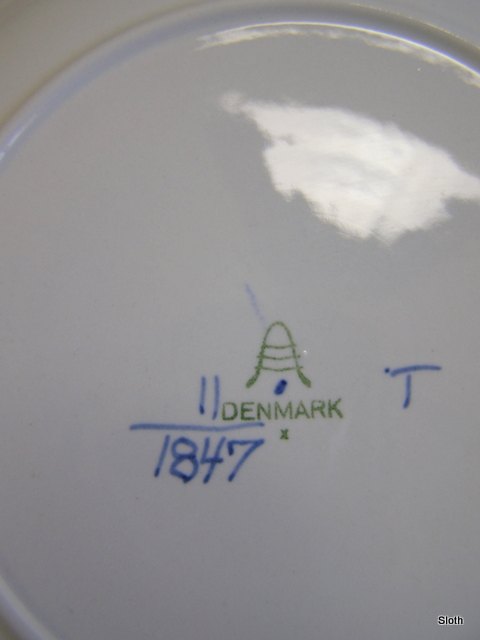 11
DENMARK
x
1847
T
Sloth